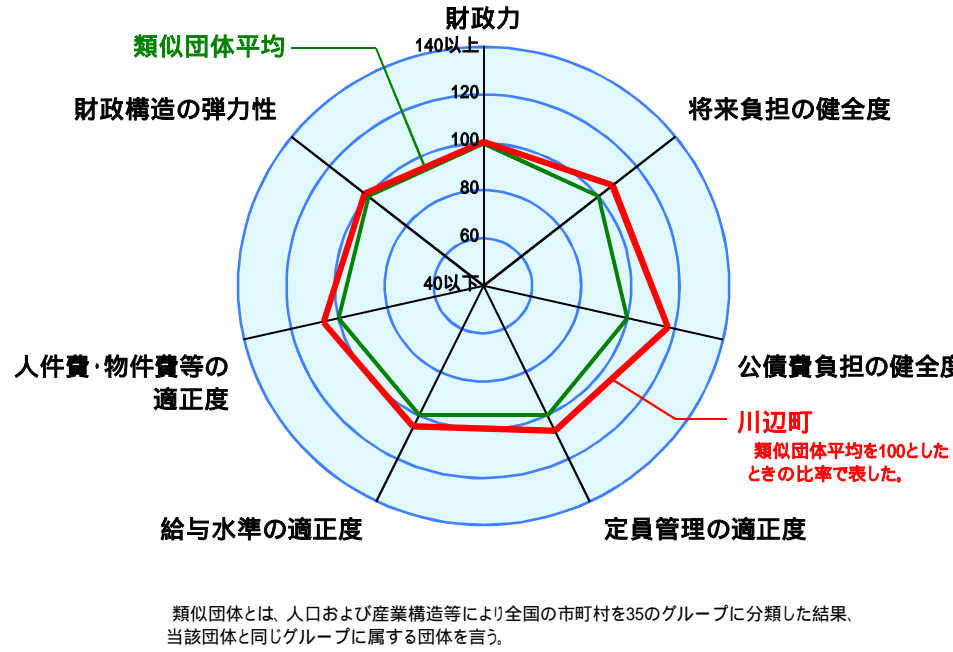 財政力
140以上
類似団体平均
120
財政構造の弾力性
将来負担の健全度
100
80
60
40以下
人件費・物件費等の
適正度
公債費負担の健全度
川辺町
類似団体平均を100とした
ときの比率で表した。
給与水準の適正度
定員管理の適正度
類似団体とは、人口および産業構造等により全国の市町村を35のグループに分類した結果、
当該団体と同じグループに属する団体を言う。